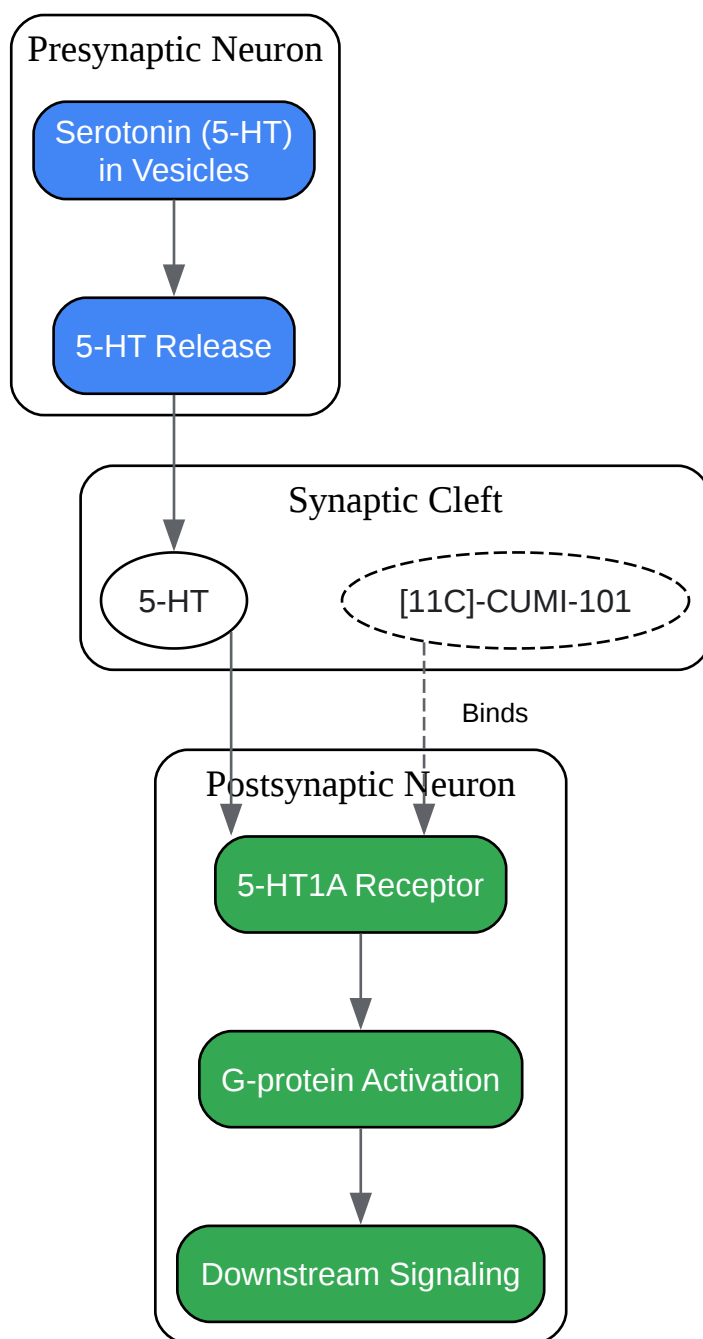 Presynaptic Neuron
Serotonin (5-HT)
in Vesicles
5-HT Release
Synaptic Cleft
5-HT
[11C]-CUMI-101
Binds
Postsynaptic Neuron
5-HT1A Receptor
G-protein Activation
Downstream Signaling